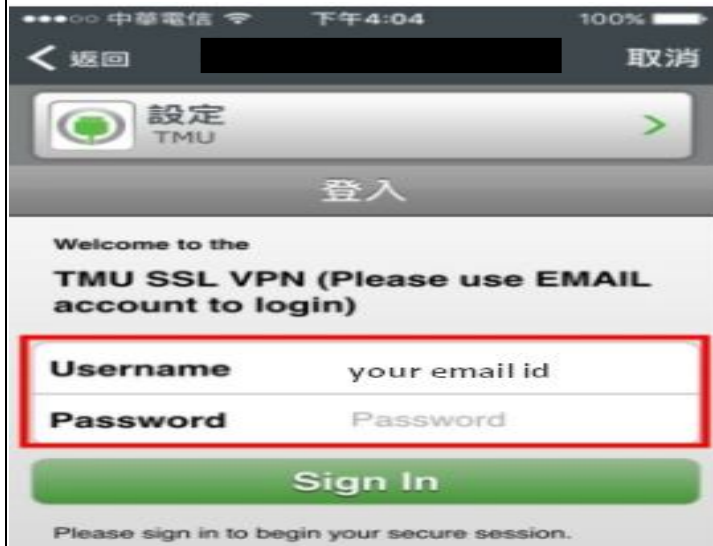 中華電信 下午4:04 100%
返回 取消
設定
TMU
登入
Welcome to the
TMU SSL VPN (Please use EMAIL
account to login)
Username your email id
Password Password
Sign In
Please sign in to begin your secure session.